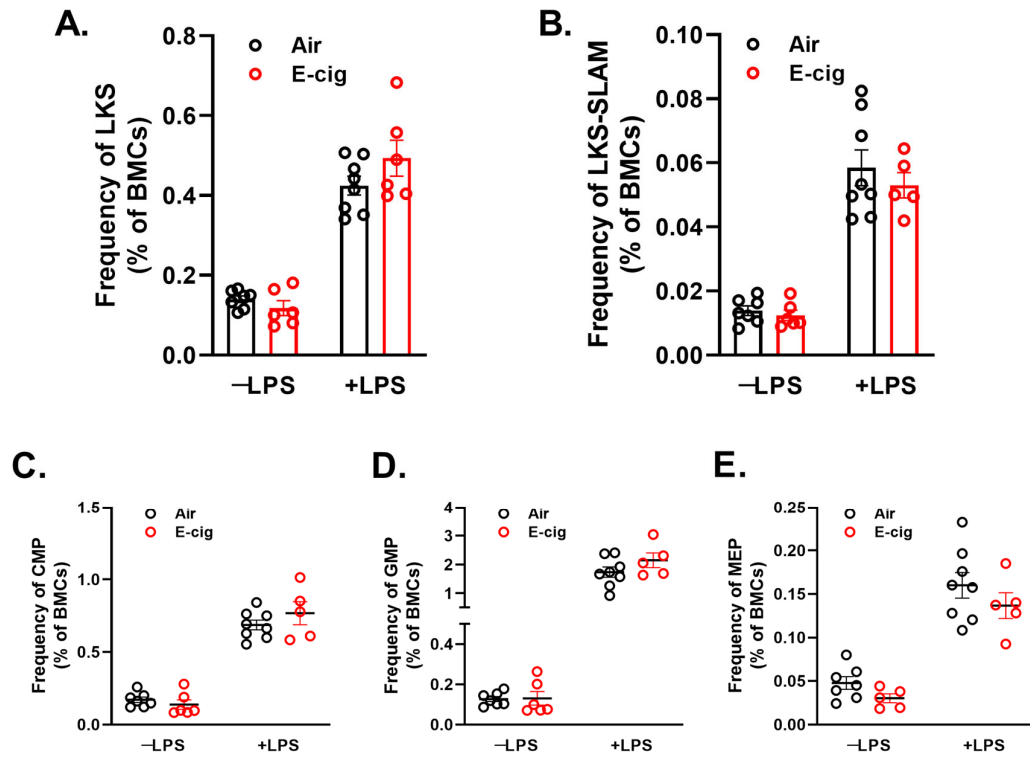 A.
Frequency of LKS
(% of BMCs)
0.8
0.6
0.4
0.2
0.0
Air
E-cig
–LPS
+LPS
B.
Frequency of LKS-SLAM
(% of BMCs)
0.10
0.08
0.06
0.04
0.02
0.00
Air
E-cig
–LPS
+LPS
C.
Frequency of CMP
(% of BMCs)
1.5
1.0
0.5
0.0
Air
E-cig
–LPS
+LPS
D.
Frequency of GMP
(% of BMCs)
4
3
2
1
0.4
0.2
0.0
Air
E-cig
–LPS
+LPS
E.
Frequency of MEP
(% of BMCs)
0.25
0.20
0.15
0.10
0.05
0.00
Air
E-cig
–LPS
+LPS